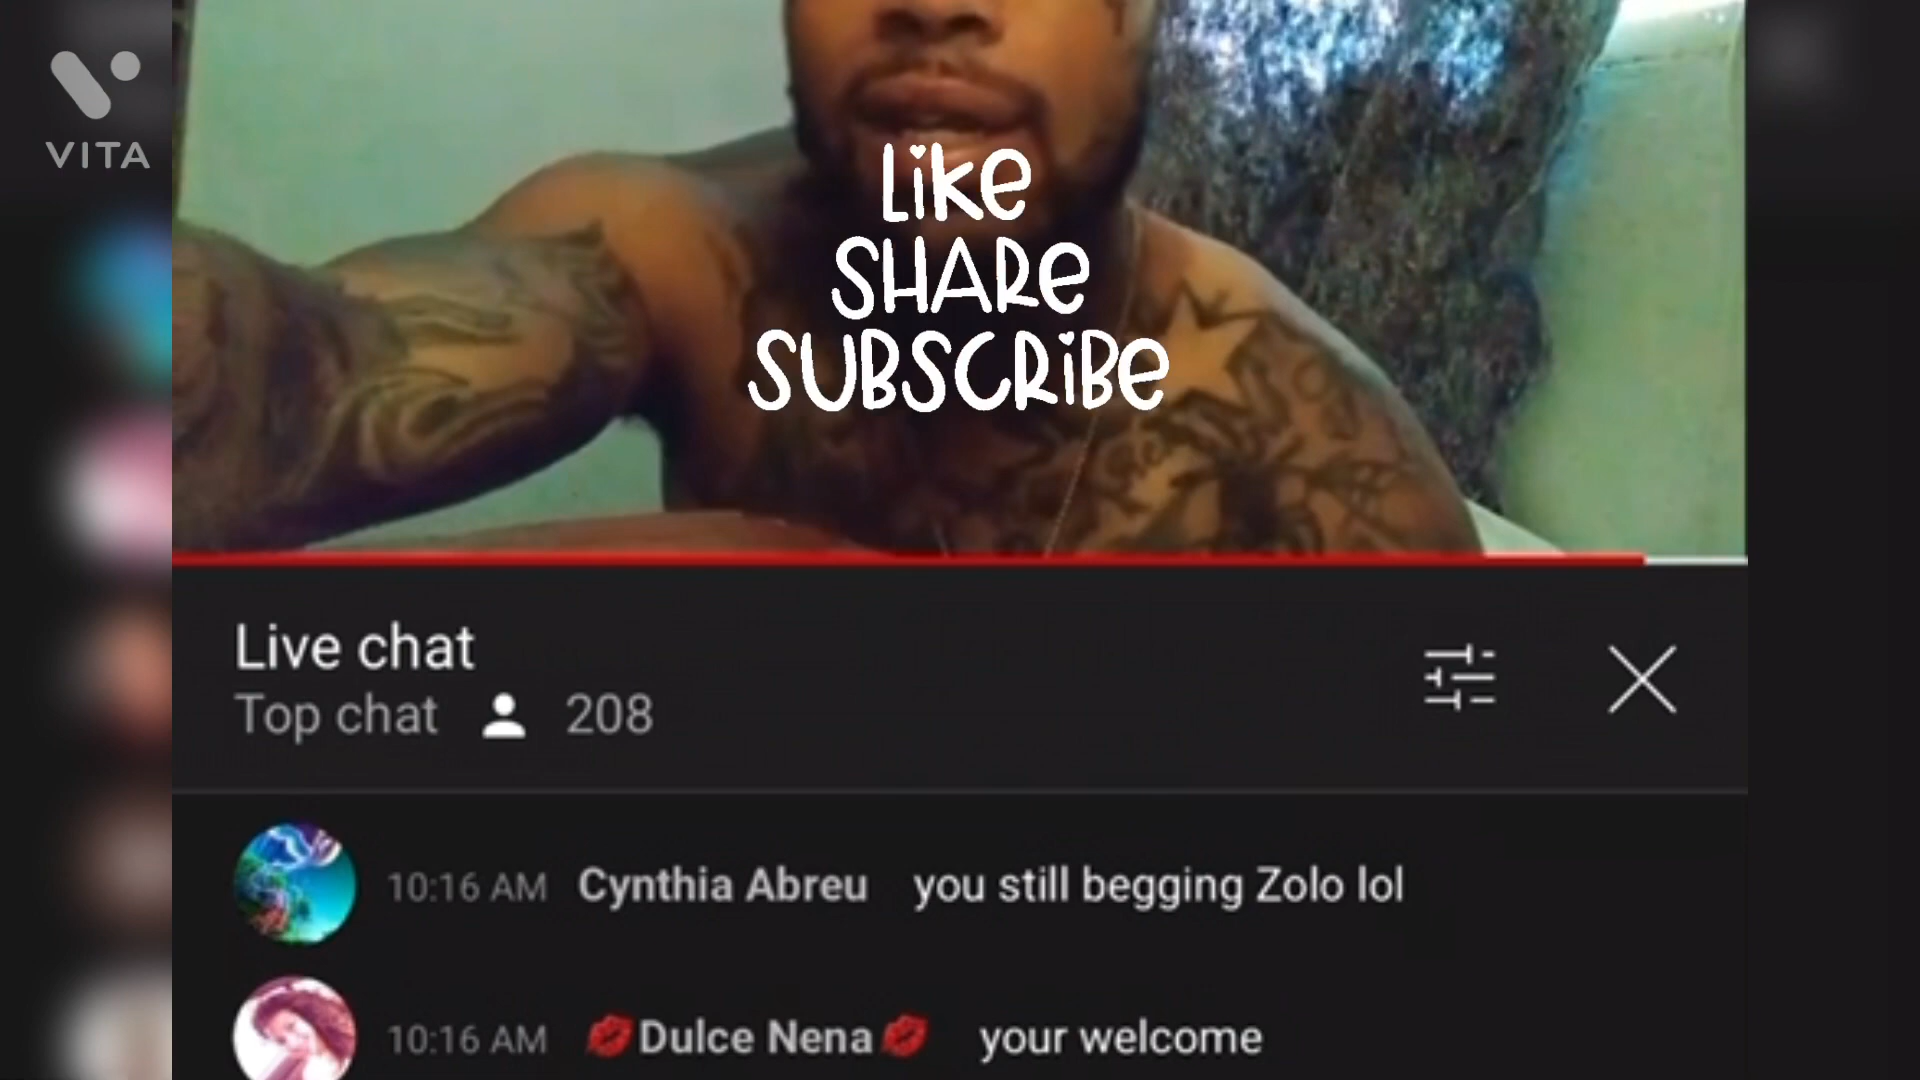 VITA
LiKe
SHARe
SUBSCRiBe
Live chat
Top chat 208
10:16 AM Cynthia Abreu you still begging Zolo lol
10:16 AM 💋Dulce Nena💋 your welcome